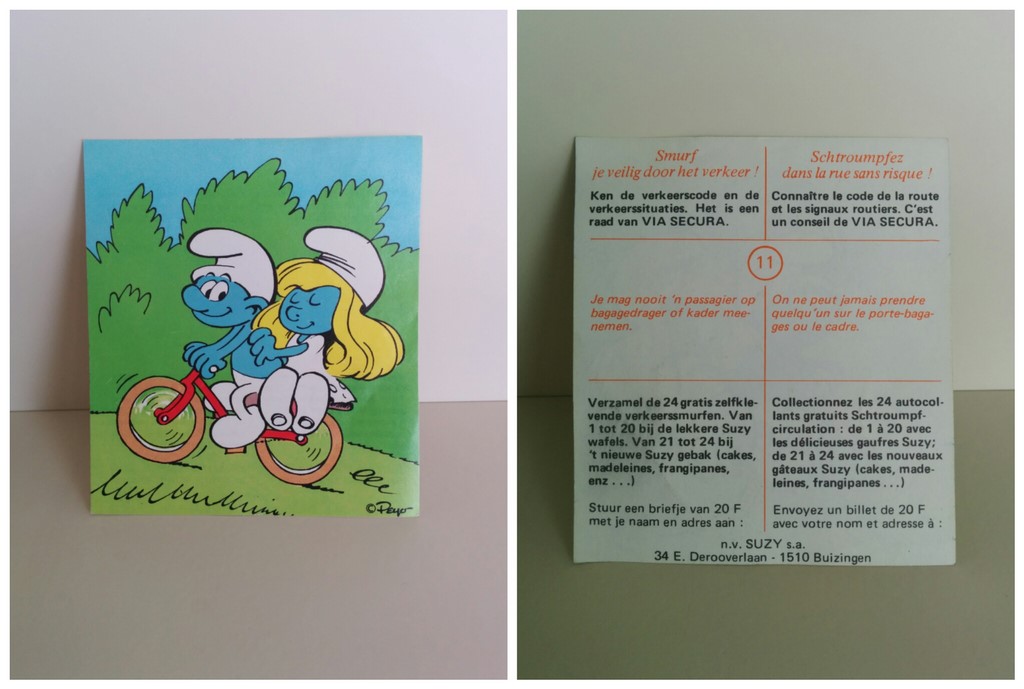 ©Peyo
Smurf
je veilig door het verkeer !
Ken de verkeerscode en de
verkeerssituaties. Het is een
raad van VIA SECURA.
Schtroumpfez
dans la rue sans risque !
Connaître le code de la route
et les signaux routiers. C'est
un conseil de VIA SECURA.
11
Je mag nooit 'n passagier op
bagagedrager of kader mee-
nemen.
On ne peut jamais prendre
quelqu'un sur le porte-baga-
ges ou le cadre.
Verzamel de 24 gratis zelfkle-
vende verkeerssmurfen. Van
1 tot 20 bij de lekkere Suzy
wafels. Van 21 tot 24 bij
't nieuwe Suzy gebak (cakes,
madeleines, frangipanes,
enz . . .)
Stuur een briefje van 20 F
met je naam en adres aan :
Collectionnez les 24 autocol-
lants gratuits Schtroumpf-
circulation : de 1 à 20 avec
les délicieuses gaufres Suzy;
de 21 à 24 avec les nouveaux
gâteaux Suzy (cakes, made-
leines, frangipanes . . .)
Envoyez un billet de 20 F
avec votre nom et adresse à :
n.v. SUZY s.a.
34 E. Derooverlaan - 1510 Buizingen